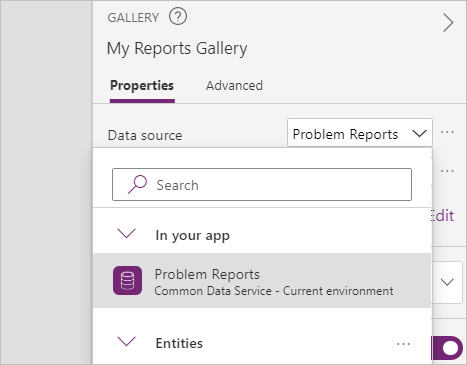 GALLERY ?
My Reports Gallery
Properties Advanced
Data source Problem Reports
Search
Edit
In your app
Problem Reports
Common Data Service - Current environment
Entities